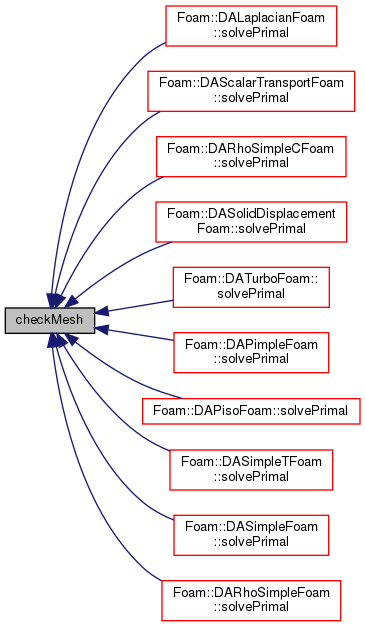 Foam::DALaplacianFoam
::solvePrimal
Foam::DAScalarTransportFoam
::solvePrimal
Foam::DARhoSimpleCFoam
::solvePrimal
Foam::DASolidDisplacement
Foam::solvePrimal
Foam::DATurboFoam::
solvePrimal
checkMesh
Foam::DAPimpleFoam
::solvePrimal
Foam::DAPisoFoam::solvePrimal
Foam::DASimpleTFoam
::solvePrimal
Foam::DASimpleFoam
::solvePrimal
Foam::DARhoSimpleFoam
::solvePrimal